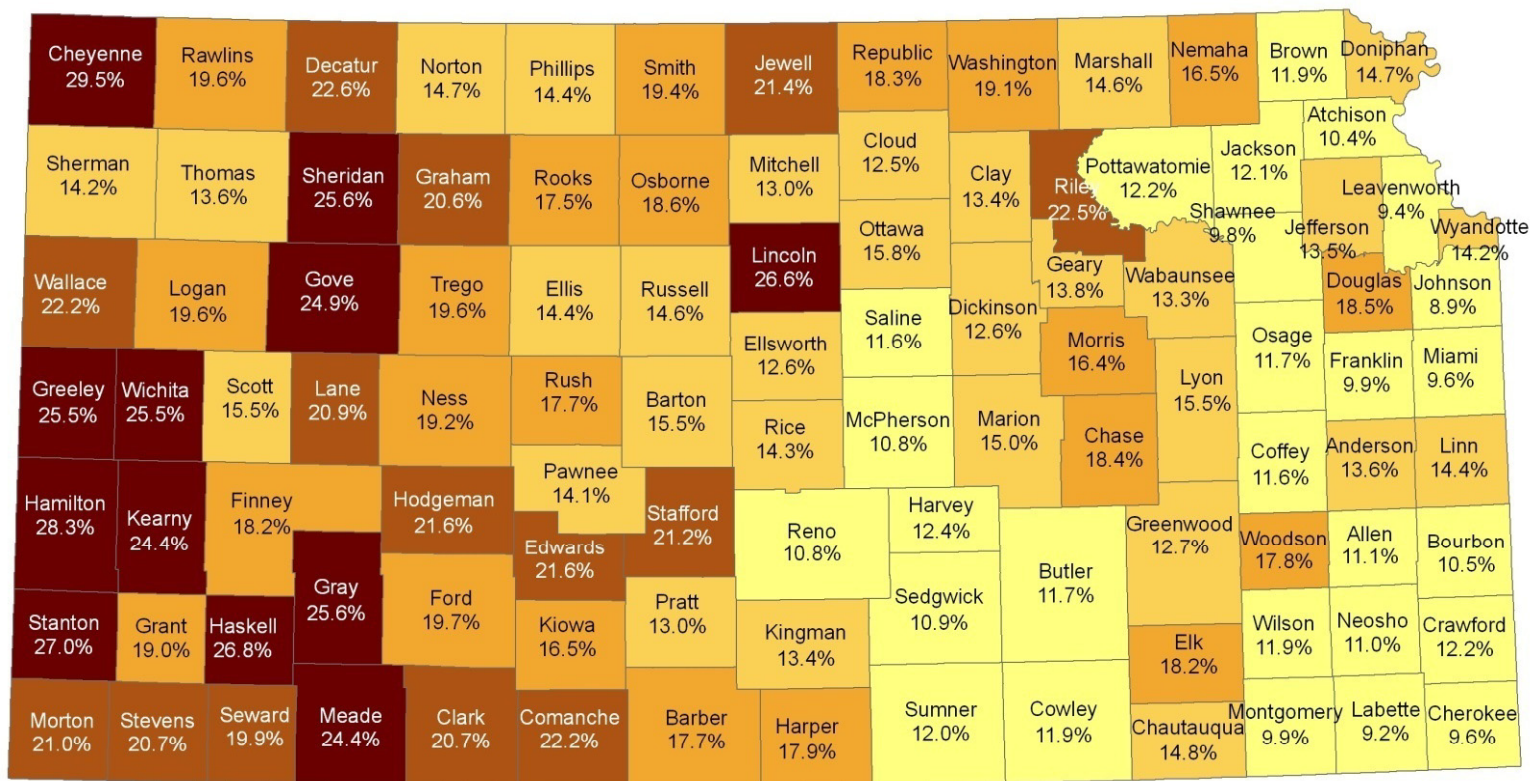 Cheyenne
29.5%
Rawlins
19.6%
Decatur
22.6%
Norton
14.7%
Phillips
14.4%
Smith
19.4%
Jewell
21.4%
Republic
18.3%
Washington
19.1%
Marshall
14.6%
Nemaha
16.5%
Brown
11.9%
Doniphan
14.7%
Atchison
10.4%
Sherman
14.2%
Thomas
13.6%
Sheridan
25.6%
Graham
20.6%
Rooks
17.5%
Osborne
18.6%
Mitchell
13.0%
Cloud
12.5%
Clay
13.4%
Riley
22.5%
Pottawatomie
12.2%
Jackson
12.1%
Leavenworth
9.4%
Shawnee
9.8%
Jefferson
13.5%
Wyandotte
14.2%
Wallace
22.2%
Logan
19.6%
Gove
24.9%
Trego
19.6%
Ellis
14.4%
Russell
14.6%
Lincoln
26.6%
Ottawa
15.8%
Geary
13.8%
Wabaunsee
13.3%
Douglas
18.5%
Johnson
8.9%
Saline
11.6%
Dickinson
12.6%
Ellsworth
12.6%
Morris
16.4%
Osage
11.7%
Franklin
9.9%
Miami
9.6%
Greeley
25.5%
Wichita
25.5%
Scott
15.5%
Lane
20.9%
Ness
19.2%
Rush
17.7%
Barton
15.5%
Rice
14.3%
McPherson
10.8%
Marion
15.0%
Chase
18.4%
Lyon
15.5%
Coffey
11.6%
Anderson
13.6%
Linn
14.4%
Hamilton
28.3%
Kearny
24.4%
Finney
18.2%
Hodgeman
21.6%
Pawnee
14.1%
Stafford
21.2%
Edwards
21.6%
Reno
10.8%
Harvey
12.4%
Greenwood
12.7%
Woodson
17.8%
Allen
11.1%
Bourbon
10.5%
Gray
25.6%
Ford
19.7%
Kiowa
16.5%
Pratt
13.0%
Kingman
13.4%
Sedgwick
10.9%
Butler
11.7%
Stanton
27.0%
Grant
19.0%
Haskell
26.8%
Elk
18.2%
Wilson
11.9%
Neosho
11.0%
Crawford
12.2%
Morton
21.0%
Stevens
20.7%
Seward
19.9%
Meade
24.4%
Clark
20.7%
Comanche
22.2%
Barber
17.7%
Harper
17.9%
Sumner
12.0%
Cowley
11.9%
Chautauqua
14.8%
Montgomery
9.9%
Labette
9.2%
Cherokee
9.6%